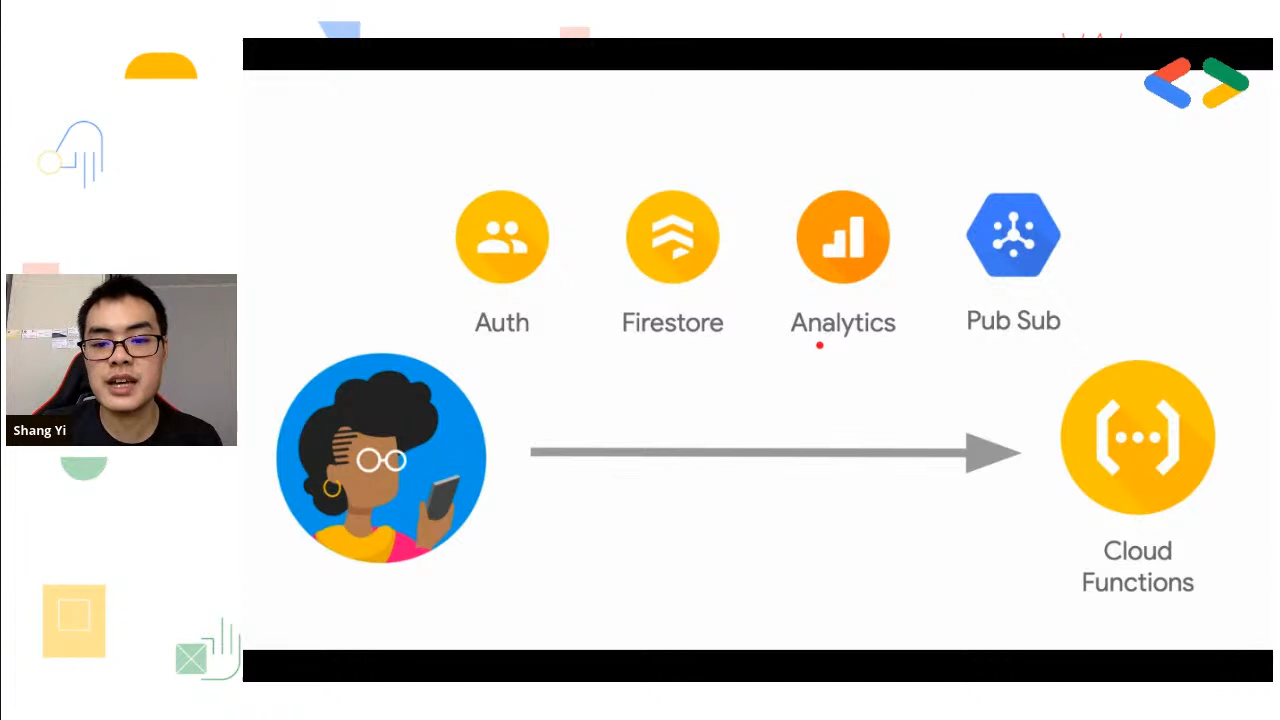 Auth
Firestore
Analytics
Pub Sub
Shang Yi
Cloud
Functions